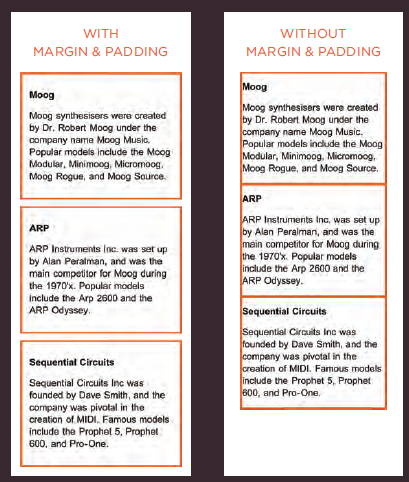 WITH
MARGIN & PADDING
Moog
Moog synthesisers were created
by Dr. Robert Moog under the
company name Moog Music.
Popular models include the Moog
Modular, Minimoog, Micromoog,
Moog Rogue, and Moog Source.
ARP
ARP Instruments Inc. was set up
by Alan Peralman, and was the
main competitor for Moog during
the 1970'x. Popular models
include the Arp 2600 and the
ARP Odyssey.
Sequential Circuits
Sequential Circuits Inc was
founded by Dave Smith, and the
company was pivotal in the
creation of MIDI. Famous models
include the Prophet 5, Prophet
600, and Pro-One.
WITHOUT
MARGIN & PADDING
Moog
Moog synthesisers were created
by Dr. Robert Moog under the
company name Moog Music.
Popular models include the Moog
Modular, Minimoog, Micromoog,
Moog Rogue, and Moog Source.
ARP
ARP Instruments Inc. was set up
by Alan Peralman, and was the
main competitor for Moog during
the 1970'x. Popular models
include the Arp 2600 and the
ARP Odyssey.
Sequential Circuits
Sequential Circuits Inc was
founded by Dave Smith, and the
company was pivotal in the
creation of MIDI. Famous models
include the Prophet 5, Prophet
600, and Pro-One.